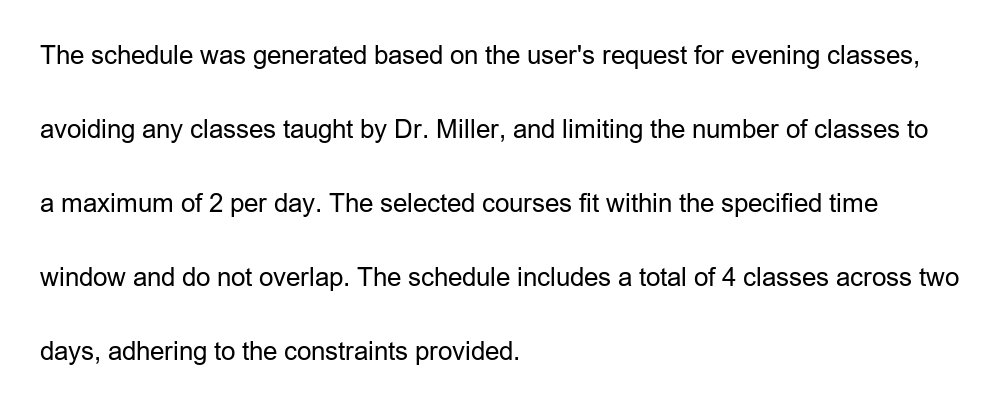 The schedule was generated based on the user's request for evening classes,
avoiding any classes taught by Dr. Miller, and limiting the number of classes to
a maximum of 2 per day. The selected courses fit within the specified time
window and do not overlap. The schedule includes a total of 4 classes across two
days, adhering to the constraints provided.